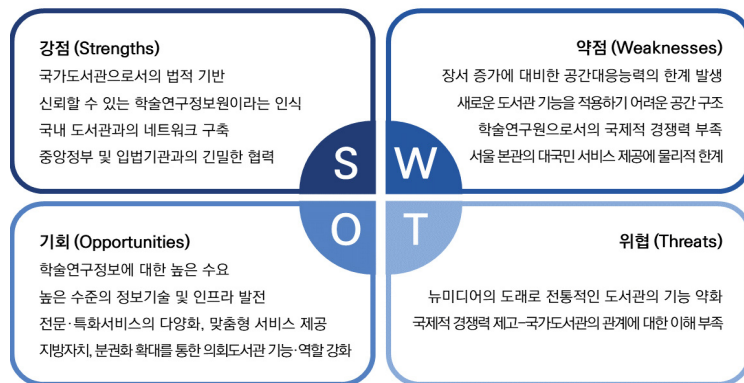 강점 (Strengths)
국가도서관으로서의 법적 기반
신뢰할 수 있는 학술연구정보원이라는 인식
국내 도서관과의 네트워크 구축
중앙정부 및 입법기관과의 긴밀한 협력
약점 (Weaknesses)
장서 증가에 대비한 공간대응능력의 한계 발생
새로운 도서관 기능을 적용하기 어려운 공간 구조
학술연구원으로서의 국제적 경쟁력 부족
서울 본관의 대국민 서비스 제공에 물리적 한계
S
W
O
T
기회 (Opportunities)
학술연구정보에 대한 높은 수요
높은 수준의 정보기술 및 인프라 발전
전문·특화서비스의 다양화, 맞춤형 서비스 제공
지방자치, 분권화 확대를 통한 의회도서관 기능·역할 강화
위협 (Threats)
뉴미디어의 도래로 전통적인 도서관의 기능 약화
국제적 경쟁력 제고-국가도서관의 관계에 대한 이해 부족